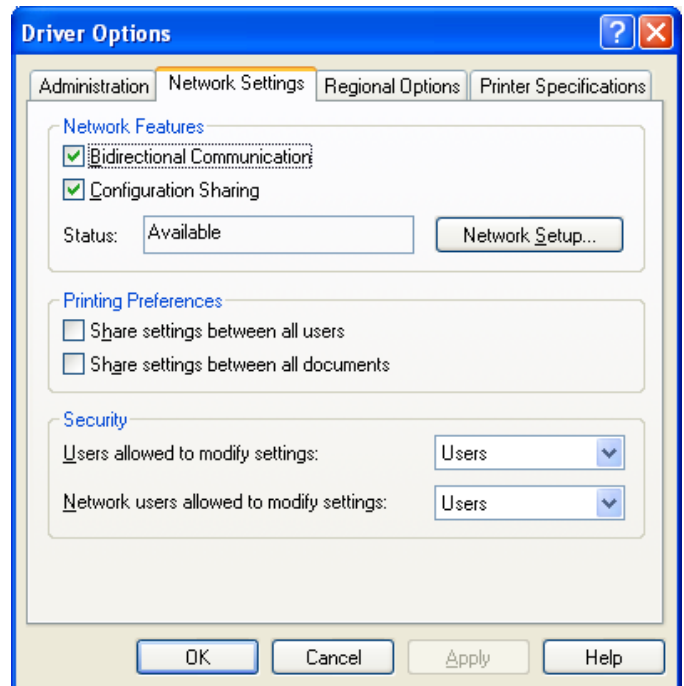 Driver Options
Administration Network Settings Regional Options Printer Specifications
Network Features
Bidirectional Communication
Configuration Sharing
Status: Available Network Setup...
Printing Preferences
Share settings between all users
Share settings between all documents
Security
Users allowed to modify settings: Users
Network users allowed to modify settings: Users
OK Cancel Apply Help